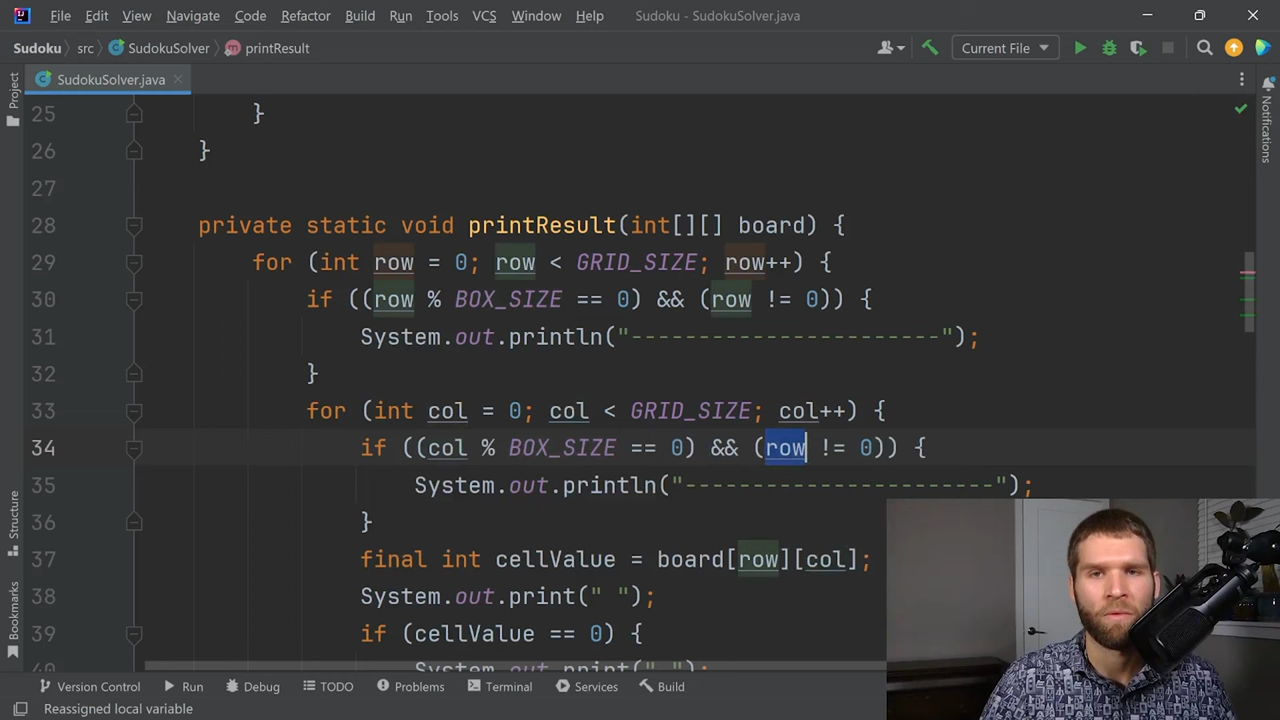 File Edit View Navigate Code Refactor Build Run Tools VCS Window Help Sudoku - SudokuSolver.java
Sudoku src SudokuSolver printResult Current File
SudokuSolver.java
Project
Notifications
25 }
26 }
27
28 private static void printResult(int[][] board) {
29 for (int row = 0; row < GRID_SIZE; row++) {
30 if ((row % BOX_SIZE == 0) && (row != 0)) {
31 System.out.println("-----------------------");
32 }
33 for (int col = 0; col < GRID_SIZE; col++) {
34 if ((col % BOX_SIZE == 0) && (row != 0)) {
35 System.out.println("-----------------------");
36 }
37 final int cellValue = board[row][col];
38 System.out.print(" ");
39 if (cellValue == 0) {
Structure
Bookmarks
Version Control Run Debug TODO Problems Terminal Services Build
Reassigned local variable